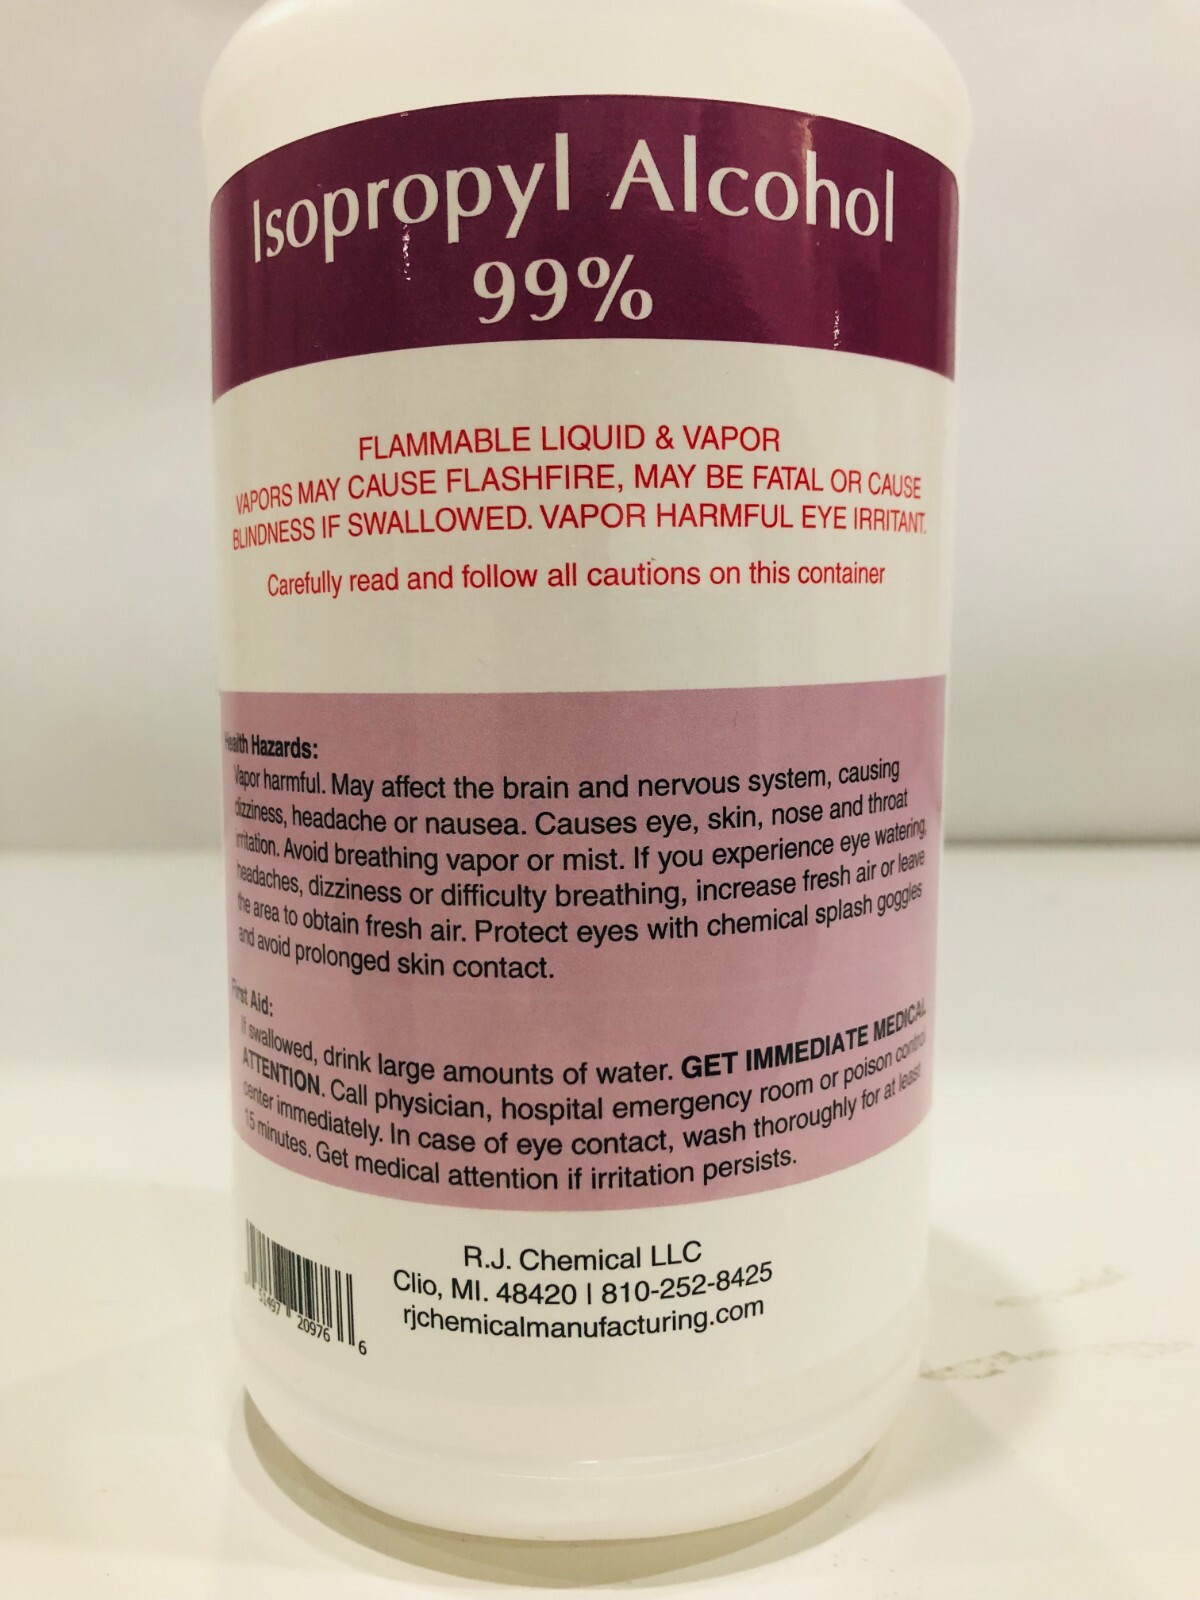 Isopropyl Alcohol
99%
FLAMMABLE LIQUID & VAPOR
VAPORS MAY CAUSE FLASHFIRE, MAY BE FATAL OR CAUSE
BLINDNESS IF SWALLOWED. VAPOR HARMFUL EYE IRRITANT.
Carefully read and follow all cautions on this container
Health Hazards:
Vapor harmful. May affect the brain and nervous system, causing
dizziness, headache or nausea. Causes eye, skin, nose and throat
irritation. Avoid breathing vapor or mist. If you experience eye watering,
headaches, dizziness or difficulty breathing, increase fresh air or leave
the area to obtain fresh air. Protect eyes with chemical splash goggles
and avoid prolonged skin contact.
First Aid:
If swallowed, drink large amounts of water. GET IMMEDIATE MEDICAL
ATTENTION. Call physician, hospital emergency room or poison control
center immediately. In case of eye contact, wash thoroughly for at least
15 minutes. Get medical attention if irritation persists.
R.J. Chemical LLC
Clio, MI. 48420 | 810-252-8425
rjchemicalmanufacturing.com
20976 6